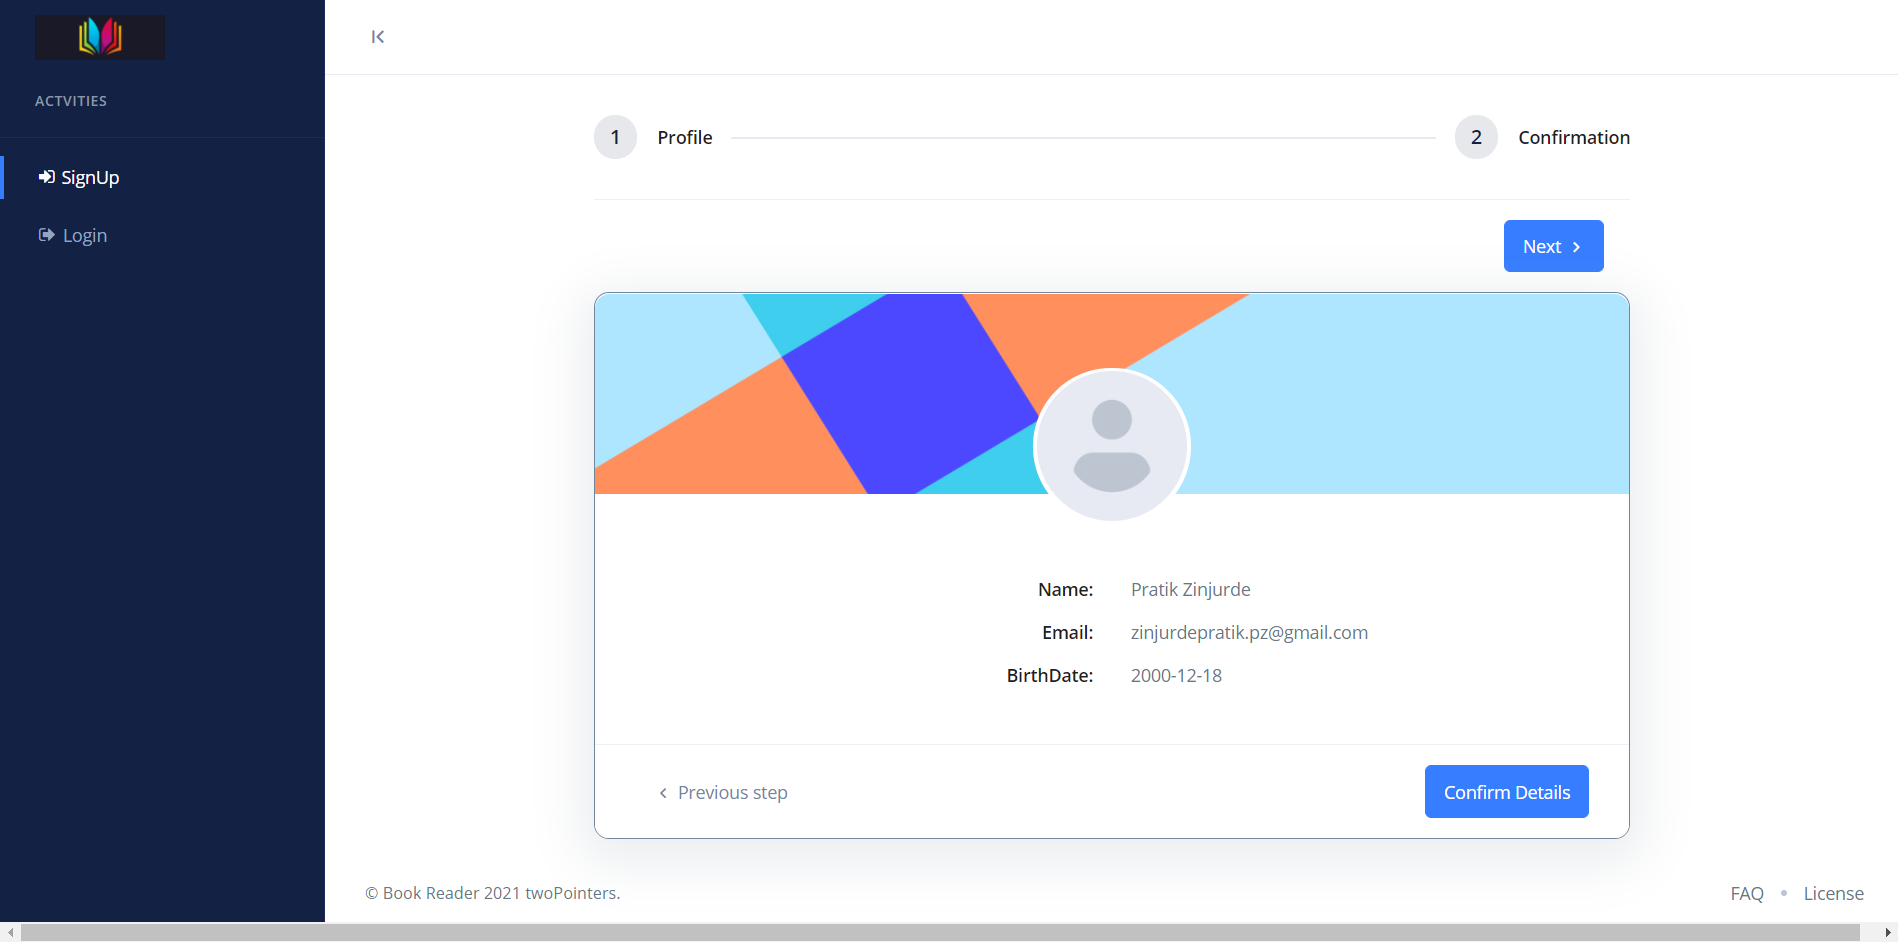 ACTVITIES
SignUp
Login
1 Profile
2 Confirmation
Next
Name: Pratik Zinjurde
Email: zinjurdepratik.pz@gmail.com
BirthDate: 2000-12-18
Previous step
Confirm Details
© Book Reader 2021 twoPointers.
FAQ • License